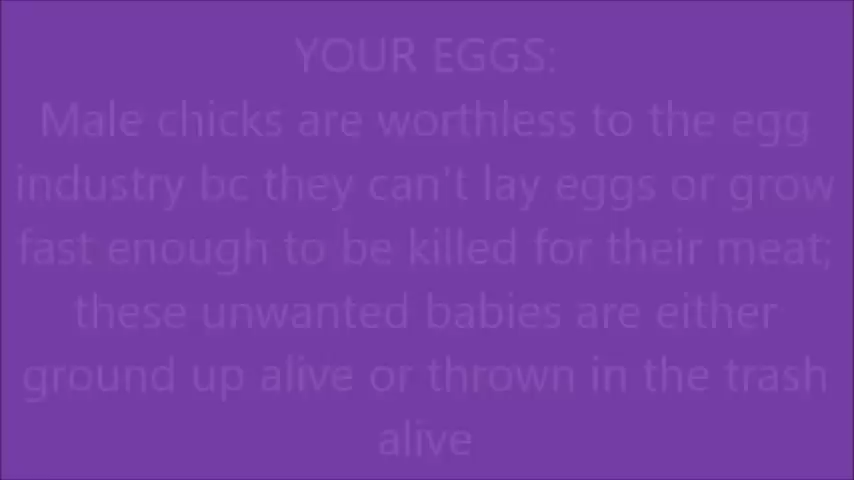 YOUR EGGS:
Male chicks are worthless to the egg
industry bc they can't lay eggs or grow
fast enough to be killed for their meat;
these unwanted babies are either
ground up alive or thrown in the trash
alive